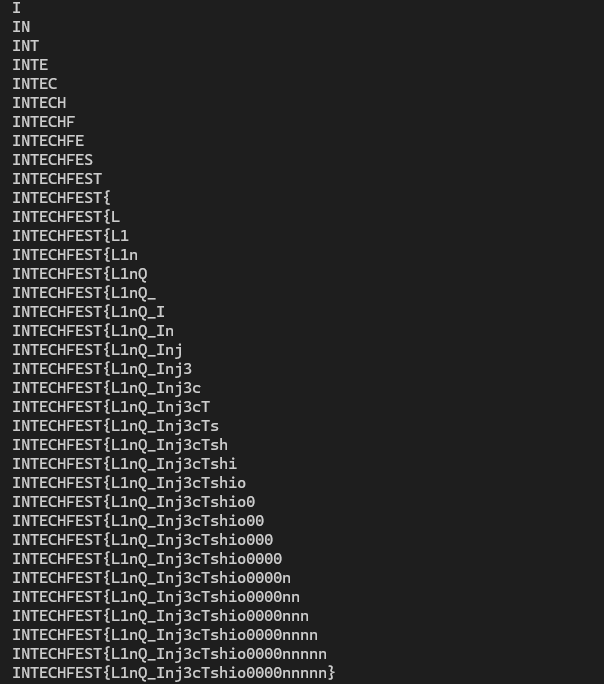 I
IN
INT
INTE
INTEC
INTECH
INTECHF
INTECHFE
INTECHFES
INTECHFEST
INTECHFEST{
INTECHFEST{L
INTECHFEST{L1
INTECHFEST{L1n
INTECHFEST{L1nQ
INTECHFEST{L1nQ_
INTECHFEST{L1nQ_I
INTECHFEST{L1nQ_In
INTECHFEST{L1nQ_Inj
INTECHFEST{L1nQ_Inj3
INTECHFEST{L1nQ_Inj3c
INTECHFEST{L1nQ_Inj3cT
INTECHFEST{L1nQ_Inj3cTs
INTECHFEST{L1nQ_Inj3cTsh
INTECHFEST{L1nQ_Inj3cTshi
INTECHFEST{L1nQ_Inj3cTshio
INTECHFEST{L1nQ_Inj3cTshio0
INTECHFEST{L1nQ_Inj3cTshio00
INTECHFEST{L1nQ_Inj3cTshio000
INTECHFEST{L1nQ_Inj3cTshio0000
INTECHFEST{L1nQ_Inj3cTshio0000n
INTECHFEST{L1nQ_Inj3cTshio0000nn
INTECHFEST{L1nQ_Inj3cTshio0000nnn
INTECHFEST{L1nQ_Inj3cTshio0000nnnn
INTECHFEST{L1nQ_Inj3cTshio0000nnnnn
INTECHFEST{L1nQ_Inj3cTshio0000nnnnn}